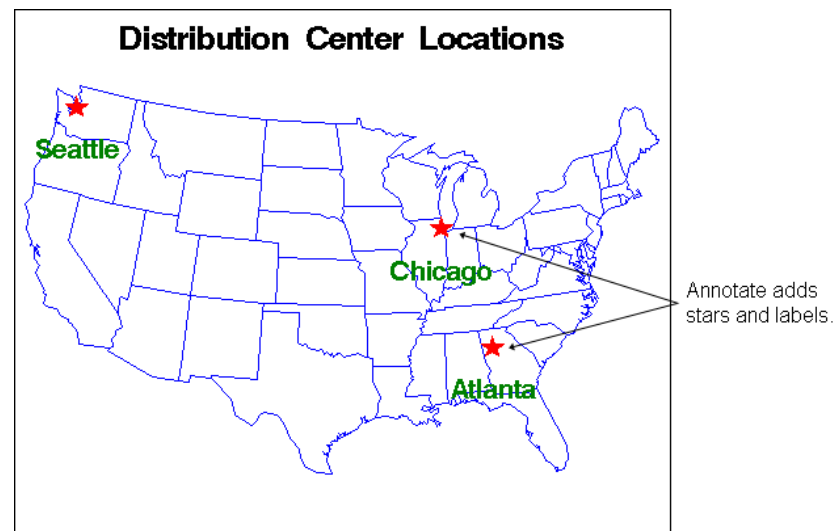 Distribution Center Locations
Seattle
Chicago
Annotate adds
stars and labels.
Atlanta